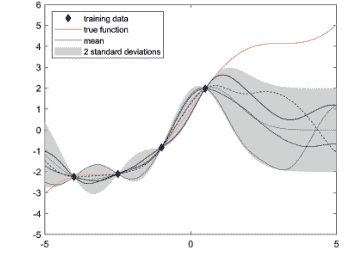 6
5
4
3
2
1
0
-1
-2
-3
-4
-5
training data
true function
mean
2 standard deviations
-5 0 5